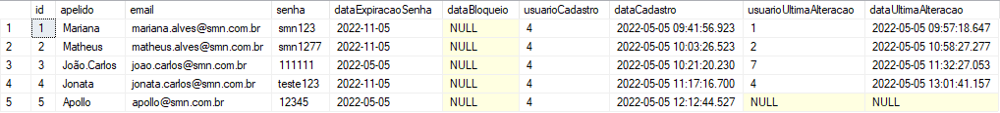 id apelido email senha dataExpiracaoSenha dataBloqueio usuarioCadastro dataCadastro usuarioUltimaAlteracao dataUltimaAlteracao
1 1 Mariana mariana.alves@smn.com.br smn123 2022-11-05 NULL 4 2022-05-05 09:41:56.923 1 2022-05-05 09:57:18.647
2 2 Matheus matheus.alves@smn.com.br smn1277 2022-11-05 NULL 4 2022-05-05 10:03:26.523 2 2022-05-05 10:58:27.277
3 3 João.Carlos joao.carlos@smn.com.br 111111 2022-05-05 NULL 4 2022-05-05 10:21:20.230 7 2022-05-05 11:32:27.053
4 4 Jonata jonata.carlos@smn.com.br teste123 2022-11-05 NULL 4 2022-05-05 11:17:16.700 4 2022-05-05 13:01:41.157
5 5 Apollo apollo@smn.com.br 12345 2022-05-05 NULL 4 2022-05-05 12:12:44.527 NULL NULL